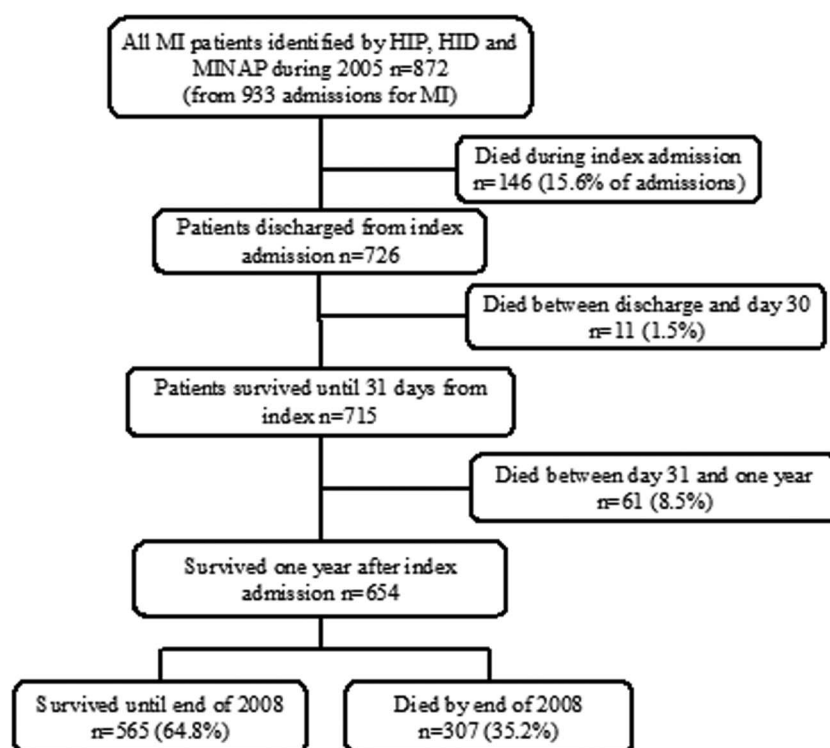 All MI patients identified by HIP, HID and
MINAP during 2005 n=872
(from 933 admissions for MI)
Died during index admission
n=146 (15.6% of admissions)
Patients discharged from index
admission n=726
Died between discharge and day 30
n=11 (1.5%)
Patients survived until 31 days from
index n=715
Died between day 31 and one year
n=61 (8.5%)
Survived one year after index
admission n=654
Survived until end of 2008
n=565 (64.8%)
Died by end of 2008
n=307 (35.2%)